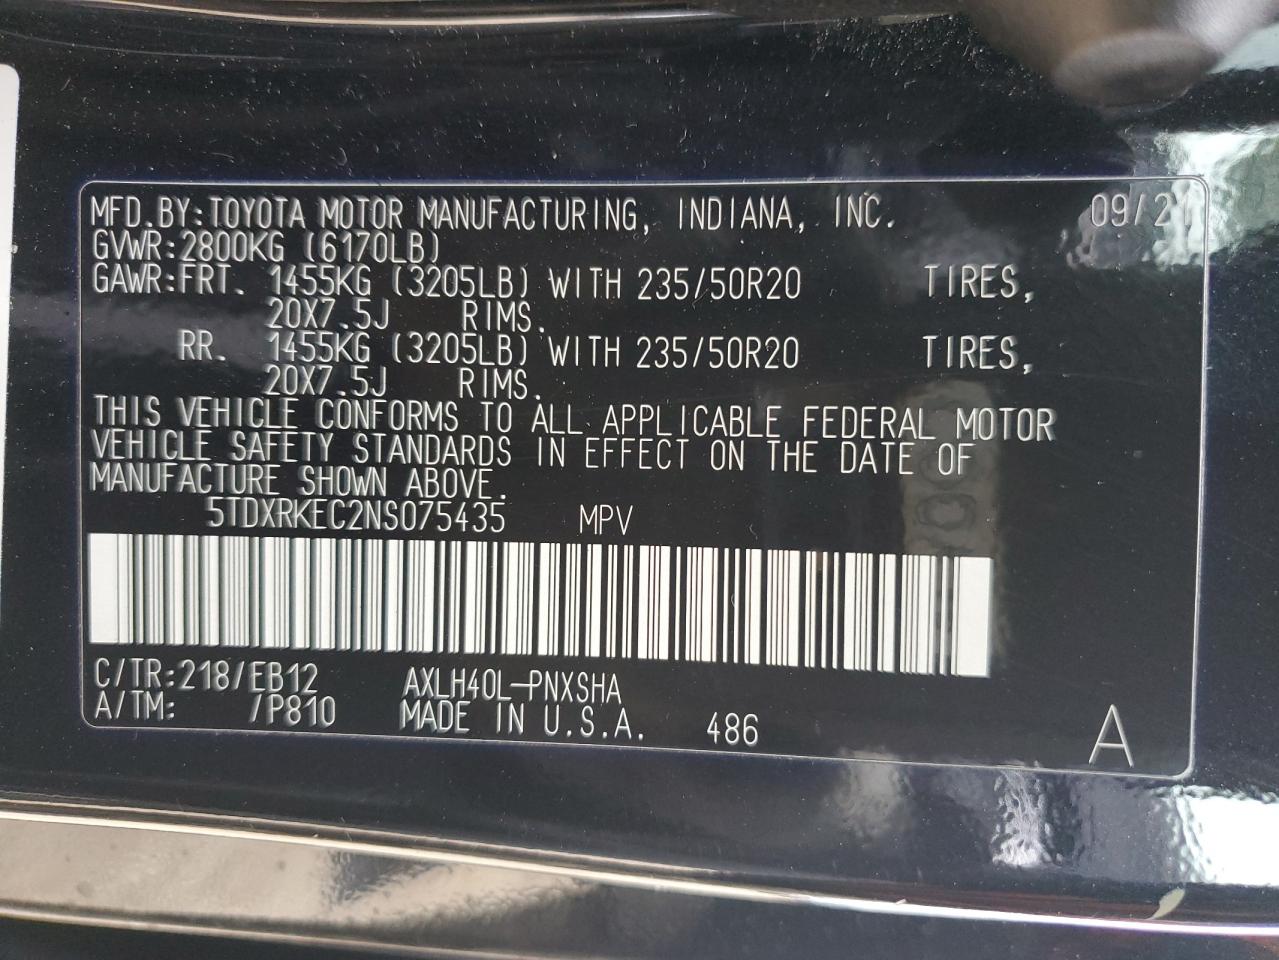 MFD.BY:TOYOTA MOTOR MANUFACTURING, INDIANA, INC. 09/21
GVWR:2800KG (6170LB)
GAWR:FRT. 1455KG (3205LB) WITH 235/50R20 TIRES,
20X7.5J RIMS.
RR. 1455KG (3205LB) WITH 235/50R20 TIRES,
20X7.5J RIMS.
THIS VEHICLE CONFORMS TO ALL APPLICABLE FEDERAL MOTOR
VEHICLE SAFETY STANDARDS IN EFFECT ON THE DATE OF
MANUFACTURE SHOWN ABOVE.
5TDXRKEC2NS075435 MPV
C/TR:218/EB12 AXLH40L-PNXSHA
A/TM: /P810 MADE IN U.S.A. 486 A